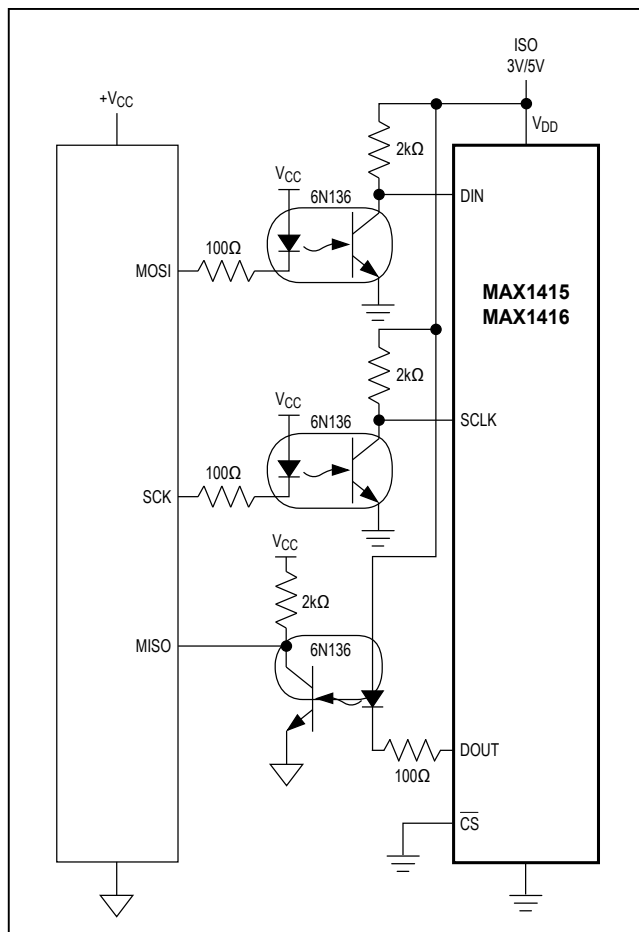 ISO
3V/5V
+VCC
VDD
2kΩ
VCC
6N136
DIN
100Ω
MOSI
MAX1415
MAX1416
2kΩ
VCC
6N136
SCLK
100Ω
SCK
VCC
2kΩ
MISO
6N136
DOUT
100Ω
CS